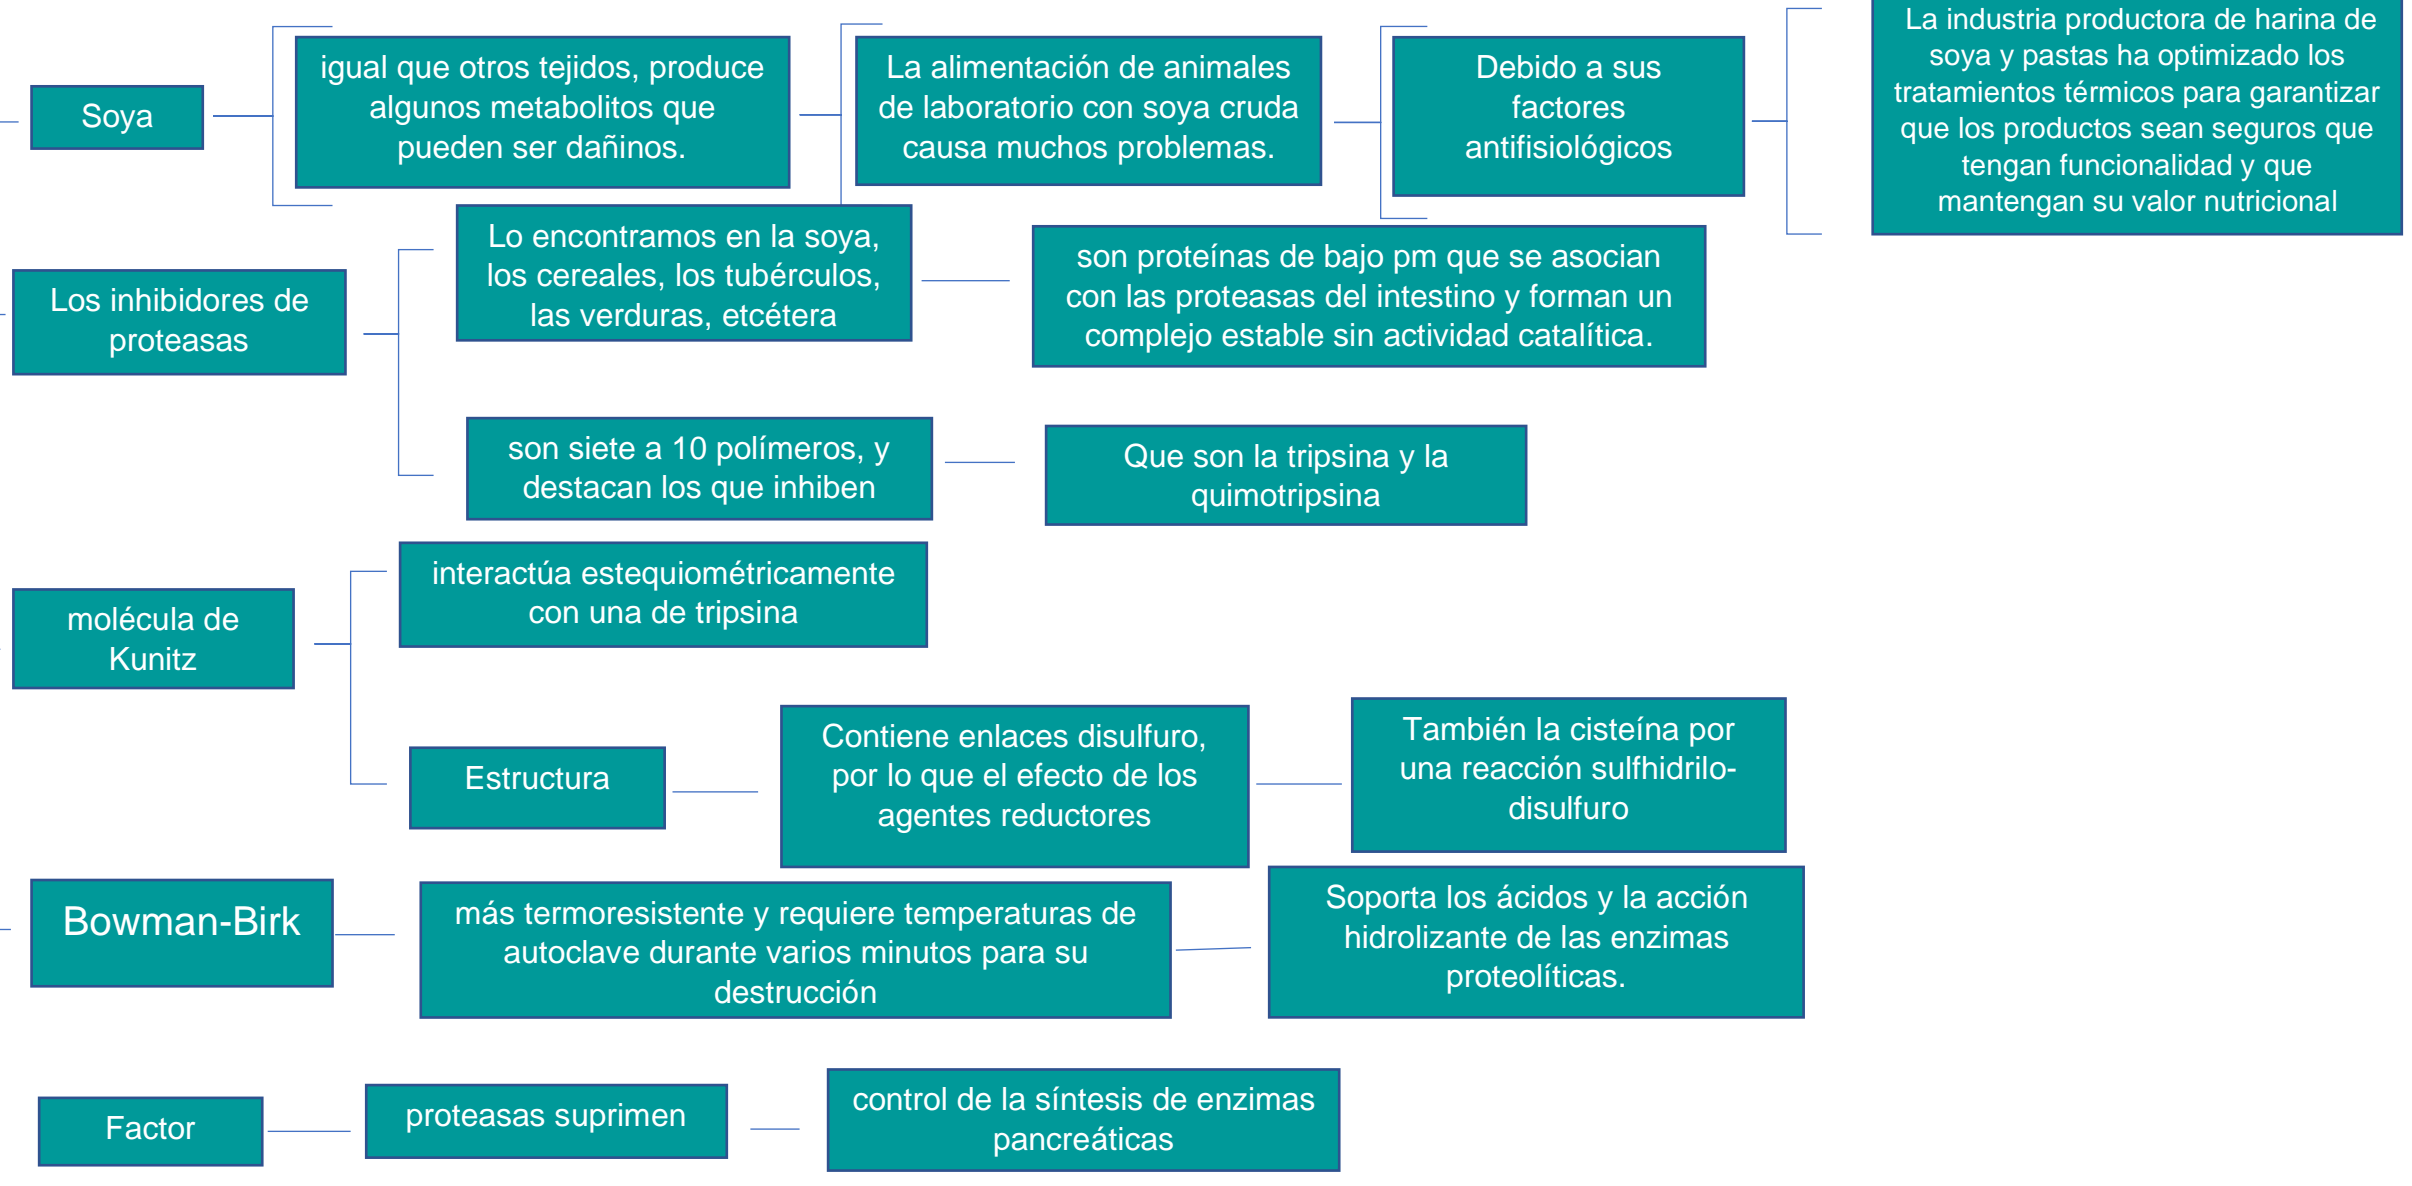 Soya
igual que otros tejidos, produce
algunos metabolitos que
pueden ser dañinos.
La alimentación de animales
de laboratorio con soya cruda
causa muchos problemas.
Debido a sus
factores
antifisiológicos
La industria productora de harina de
soya y pastas ha optimizado los
tratamientos térmicos para garantizar
que los productos sean seguros que
tengan funcionalidad y que
mantengan su valor nutricional
Los inhibidores de
proteasas
Lo encontramos en la soya,
los cereales, los tubérculos,
las verduras, etcétera
son proteínas de bajo pm que se asocian
con las proteasas del intestino y forman un
complejo estable sin actividad catalítica.
son siete a 10 polímeros, y
destacan los que inhiben
Que son la tripsina y la
quimotripsina
molécula de
Kunitz
interactúa estequiométricamente
con una de tripsina
Estructura
Contiene enlaces disulfuro,
por lo que el efecto de los
agentes reductores
También la cisteína por
una reacción sulfhidrilo-
disulfuro
Bowman-Birk
más termoresistente y requiere temperaturas de
autoclave durante varios minutos para su
destrucción
Soporta los ácidos y la acción
hidrolizante de las enzimas
proteolíticas.
Factor
proteasas suprimen
control de la síntesis de enzimas
pancreáticas